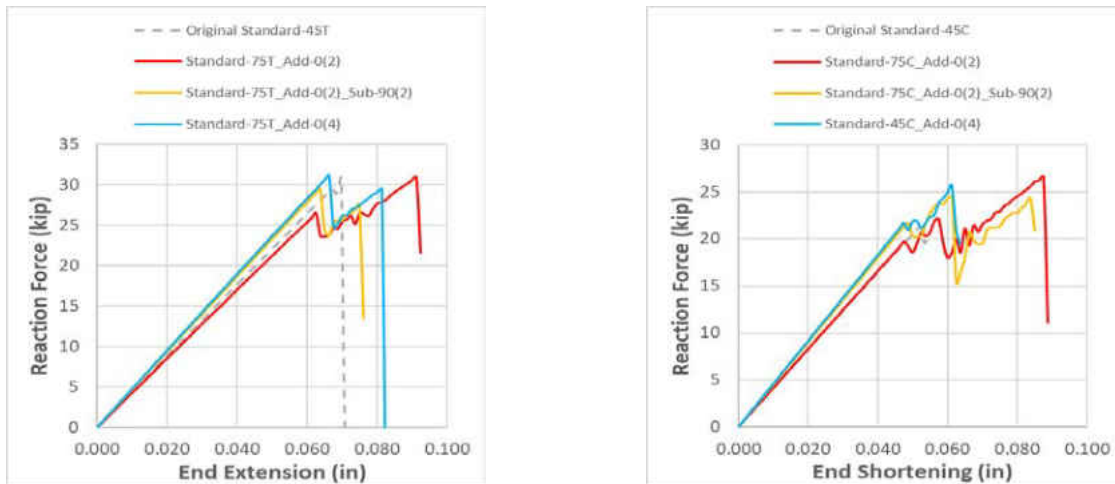 Original Standard-45T
Standard-75T_Add-0(2)
Standard-75T_Add-0(2)_Sub-90(2)
Standard-75T_Add-0(4)
35
30
25
20
15
10
5
0
Reaction Force (kip)
0.000 0.020 0.040 0.060 0.080 0.100
End Extension (in)
Original Standard-45C
Standard-75C_Add-0(2)
Standard-75C_Add-0(2)_Sub-90(2)
Standard-45C_Add-0(4)
30
25
20
15
10
5
0
Reaction Force (kip)
0.000 0.020 0.040 0.060 0.080 0.100
End Shortening (in)